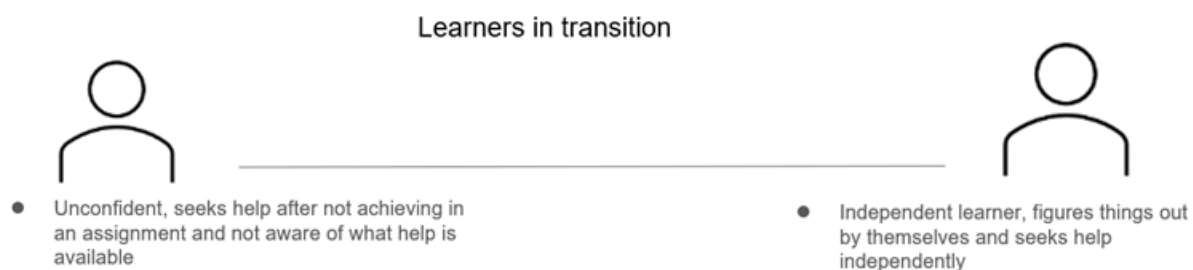 Learners in transition
● Unconfident, seeks help after not achieving in
an assignment and not aware of what help is
available
● Independent learner, figures things out
by themselves and seeks help
independently